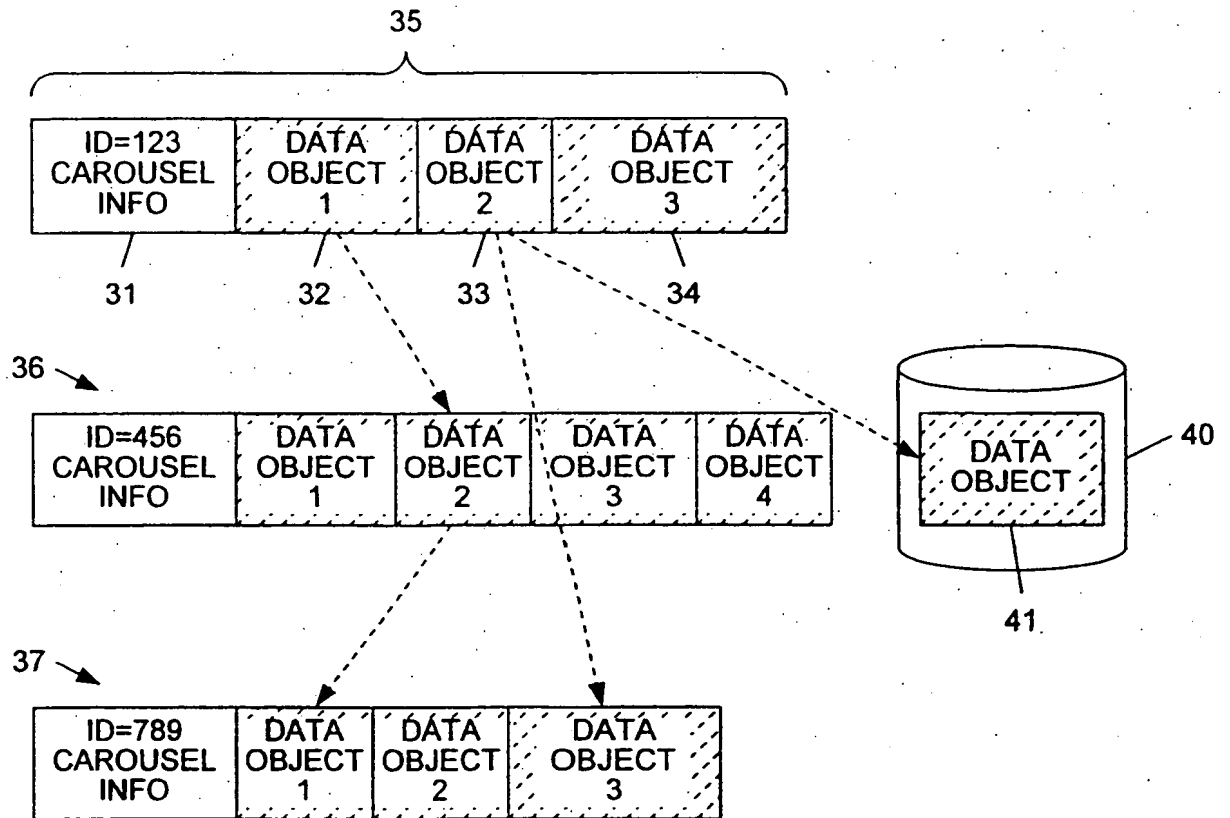 35
ID=123
CAROUSEL
INFO
DATA
OBJECT
1
DATA
OBJECT
2
DATA
OBJECT
3
31
32
33
34
36
ID=456
CAROUSEL
INFO
DATA
OBJECT
1
DATA
OBJECT
2
DATA
OBJECT
3
DATA
OBJECT
4
DATA
OBJECT
40
41
37
ID=789
CAROUSEL
INFO
DATA
OBJECT
1
DATA
OBJECT
2
DATA
OBJECT
3